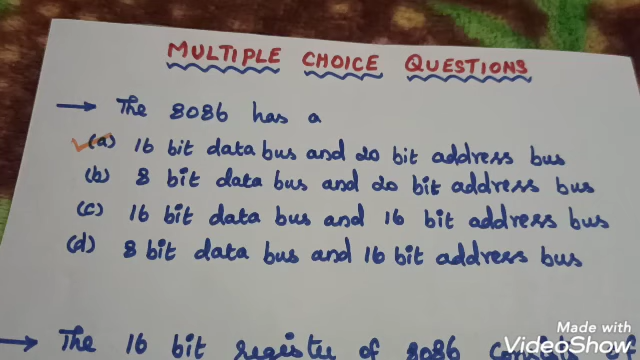 MULTIPLE CHOICE QUESTIONS
→ The 8086 has a
(a) 16 bit data bus and 20 bit address bus
(b) 8 bit data bus and 20 bit address bus
(c) 16 bit data bus and 16 bit address bus
(d) 8 bit data bus and 16 bit address bus
→ The 16 bit register of 8086 consist of
Made with
VideoShow